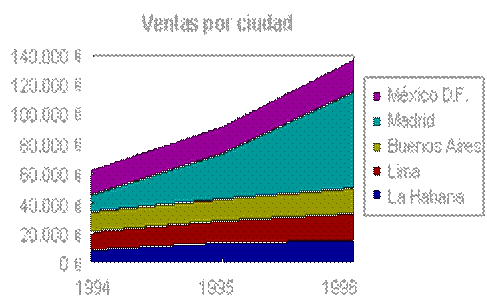 Ventas por ciudad
140.000 €
120.000 €
100.000 €
80.000 €
60.000 €
40.000 €
20.000 €
0 €
1994
1995
1996
México D.F.
Madrid
Buenos Aires
Lima
La Habana